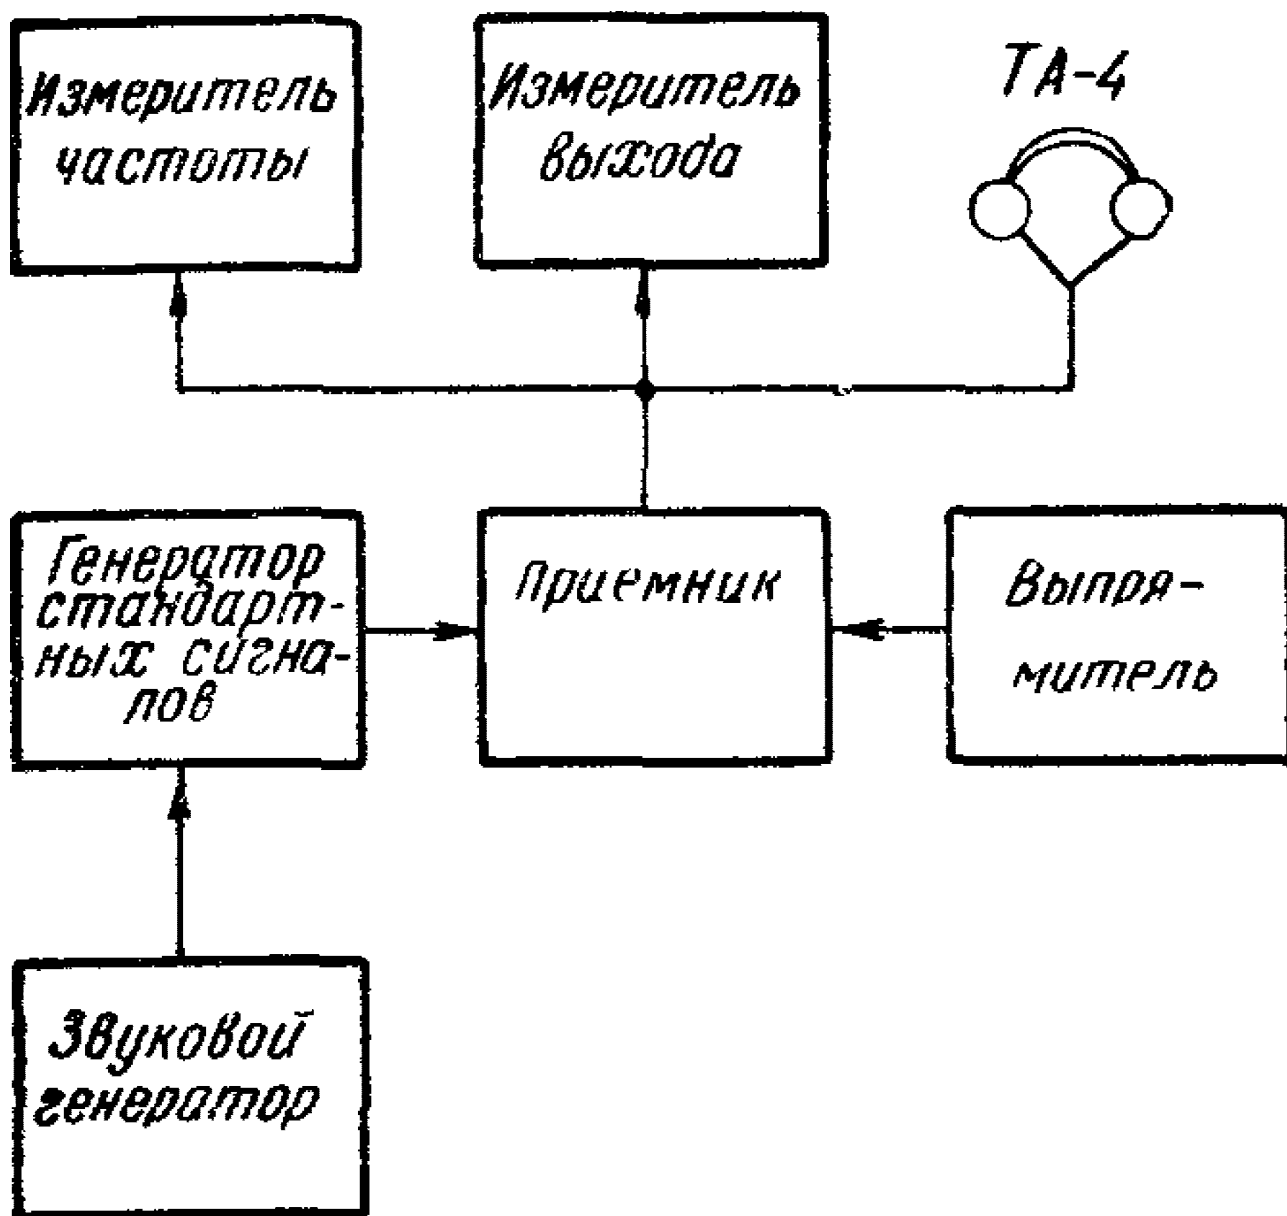 Измеритель
частоты
Измеритель
выхода
ТА-4
Генератор
стандарт-
ных сигна-
лов
Приемник
Выпря-
митель
Звуковой
генератор